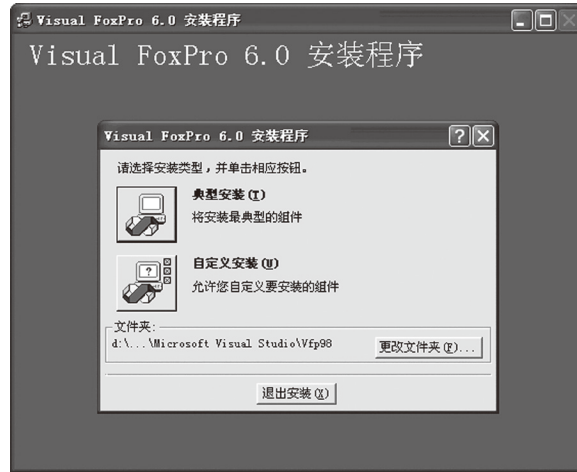 Visual FoxPro 6.0 安装程序
Visual FoxPro 6.0 安装程序
Visual FoxPro 6.0 安装程序
请选择安装类型，并单击相应按钮。
典型安装(T)
将安装最典型的组件
自定义安装(U)
允许您自定义要安装的组件
文件夹:
d:\...\Microsoft Visual Studio\Vfp98
更改文件夹(F)...
退出安装(X)